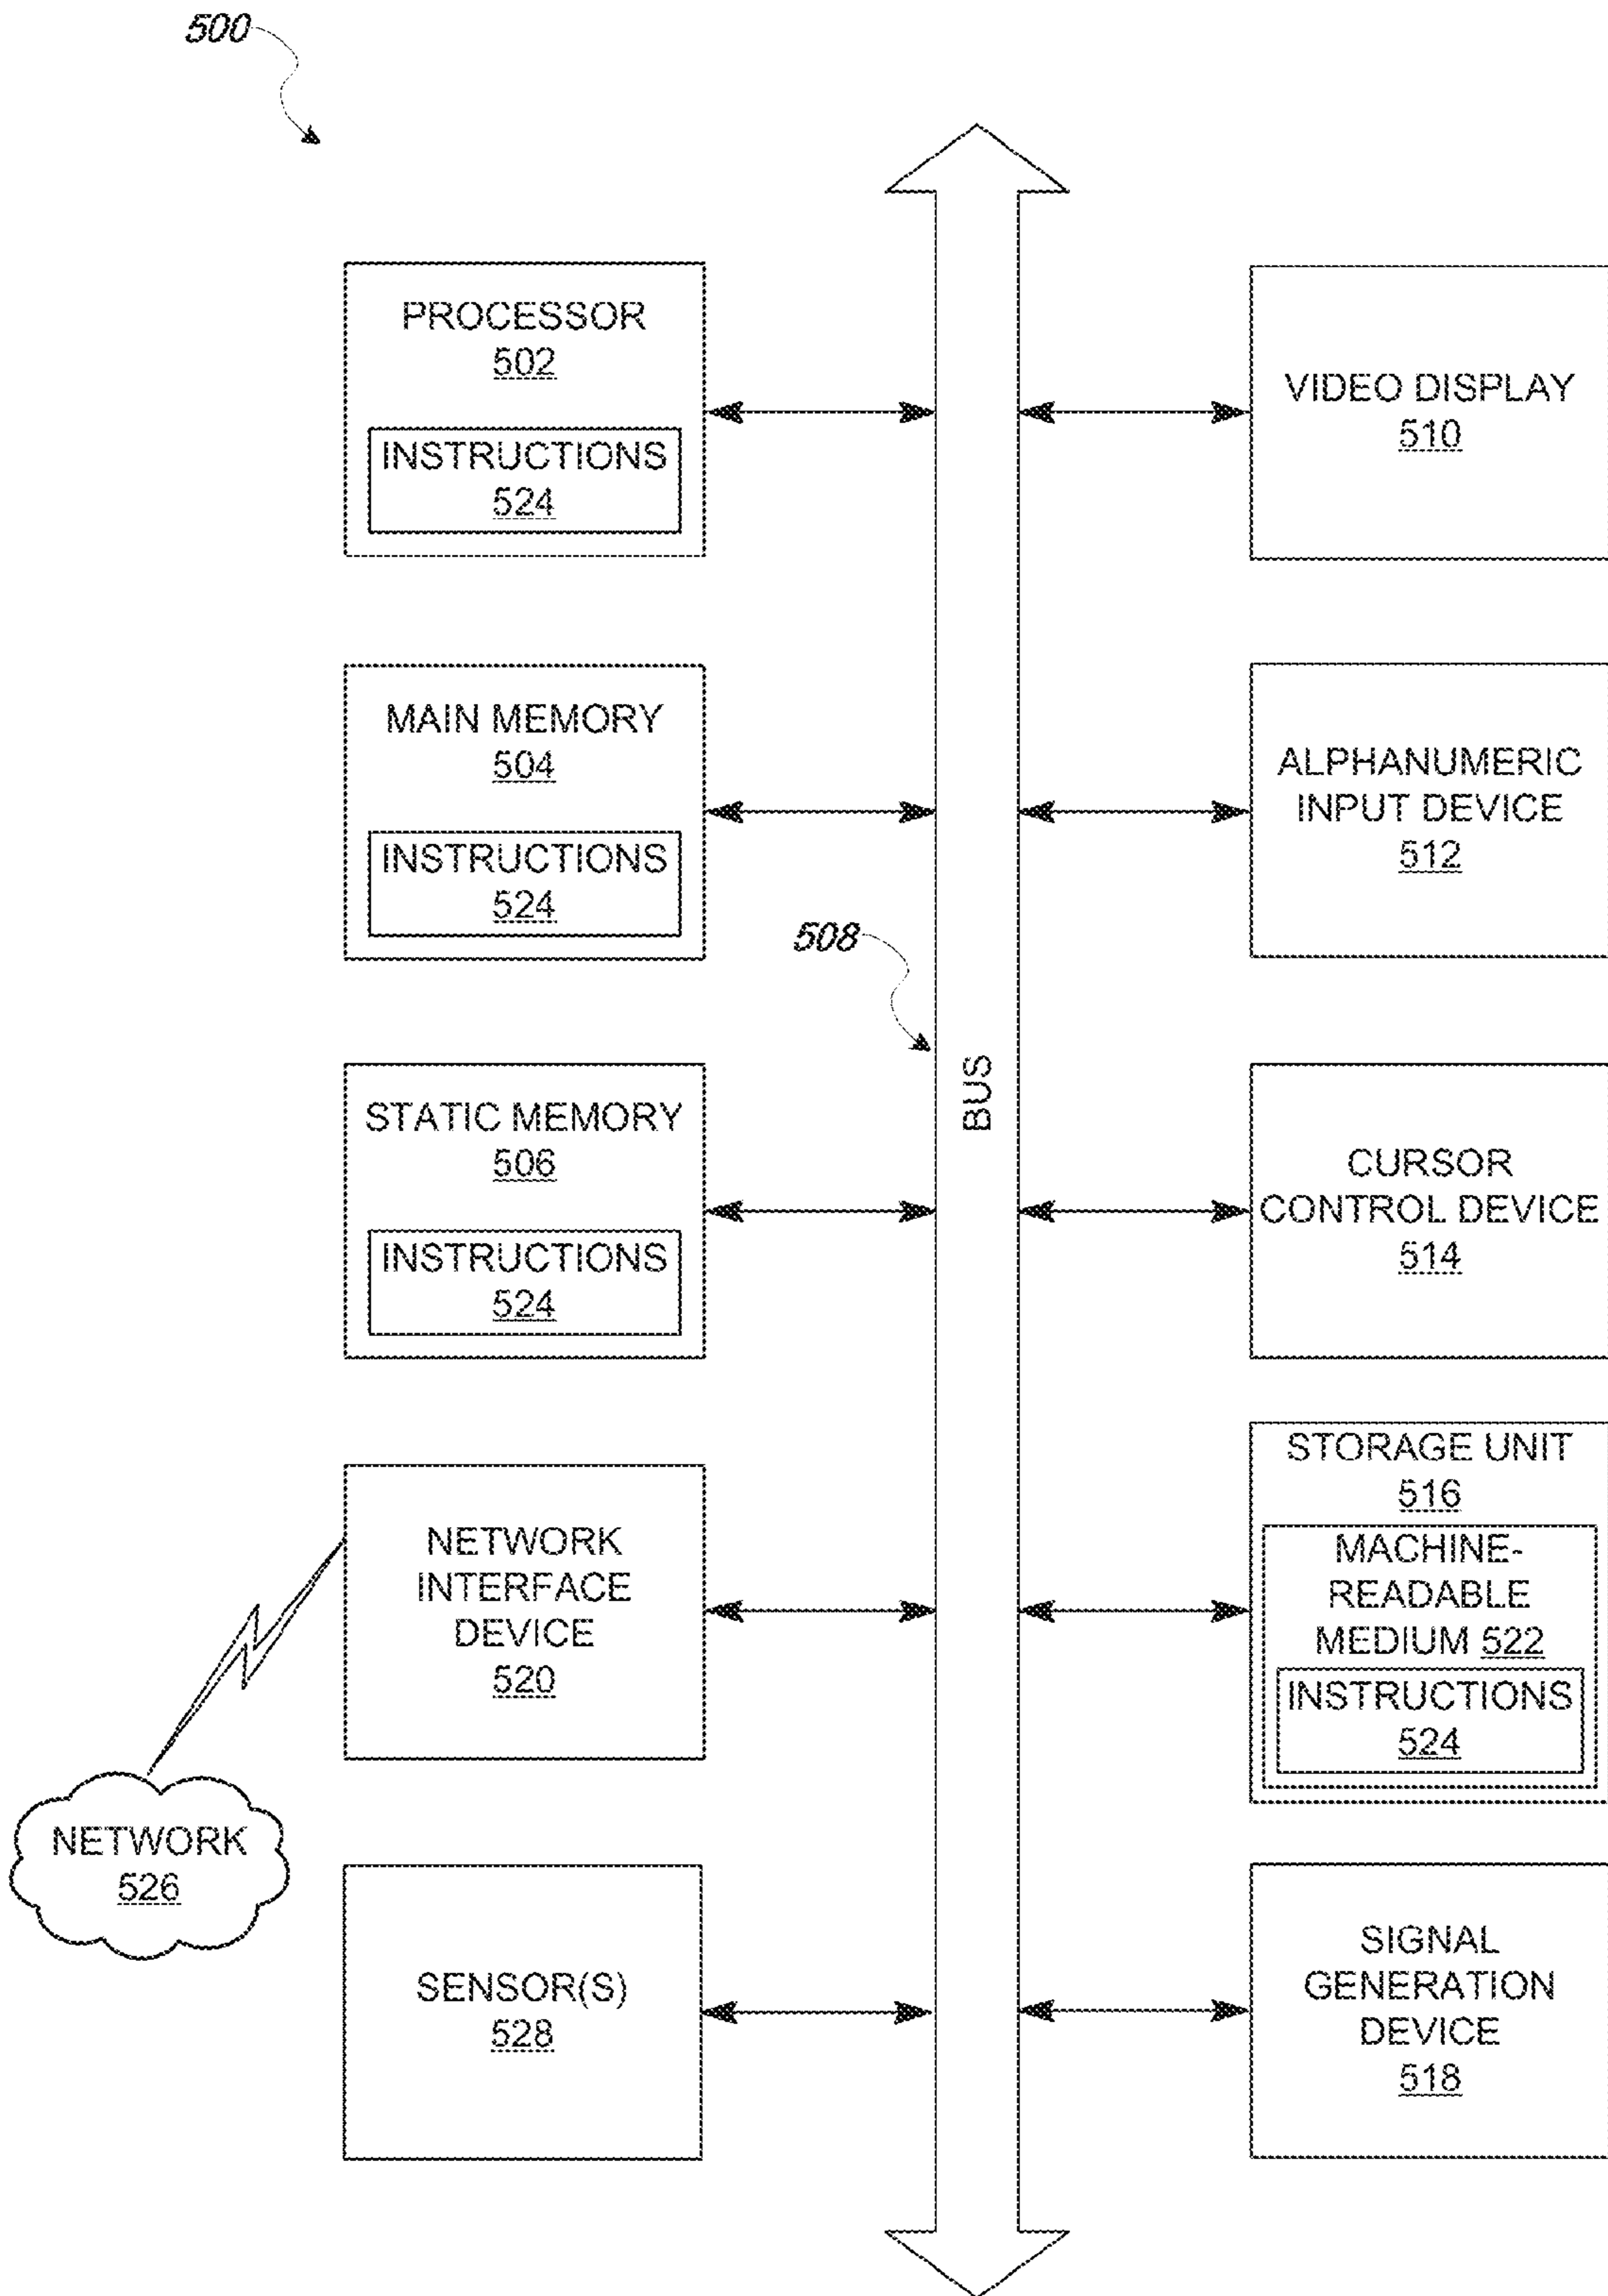 500
PROCESSOR
502
INSTRUCTIONS
524
MAIN MEMORY
504
INSTRUCTIONS
524
STATIC MEMORY
506
INSTRUCTIONS
524
NETWORK
INTERFACE
DEVICE
520
NETWORK
526
SENSOR(S)
528
508
BUS
VIDEO DISPLAY
510
ALPHANUMERIC
INPUT DEVICE
512
CURSOR
CONTROL DEVICE
514
STORAGE UNIT
516
MACHINE-
READABLE
MEDIUM 522
INSTRUCTIONS
524
SIGNAL
GENERATION
DEVICE
518